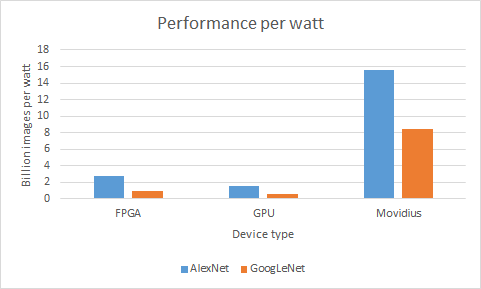 Performance per watt
Billion images per watt
18
16
14
12
10
8
6
4
2
0
FPGA GPU Movidius
Device type
AlexNet GoogLeNet